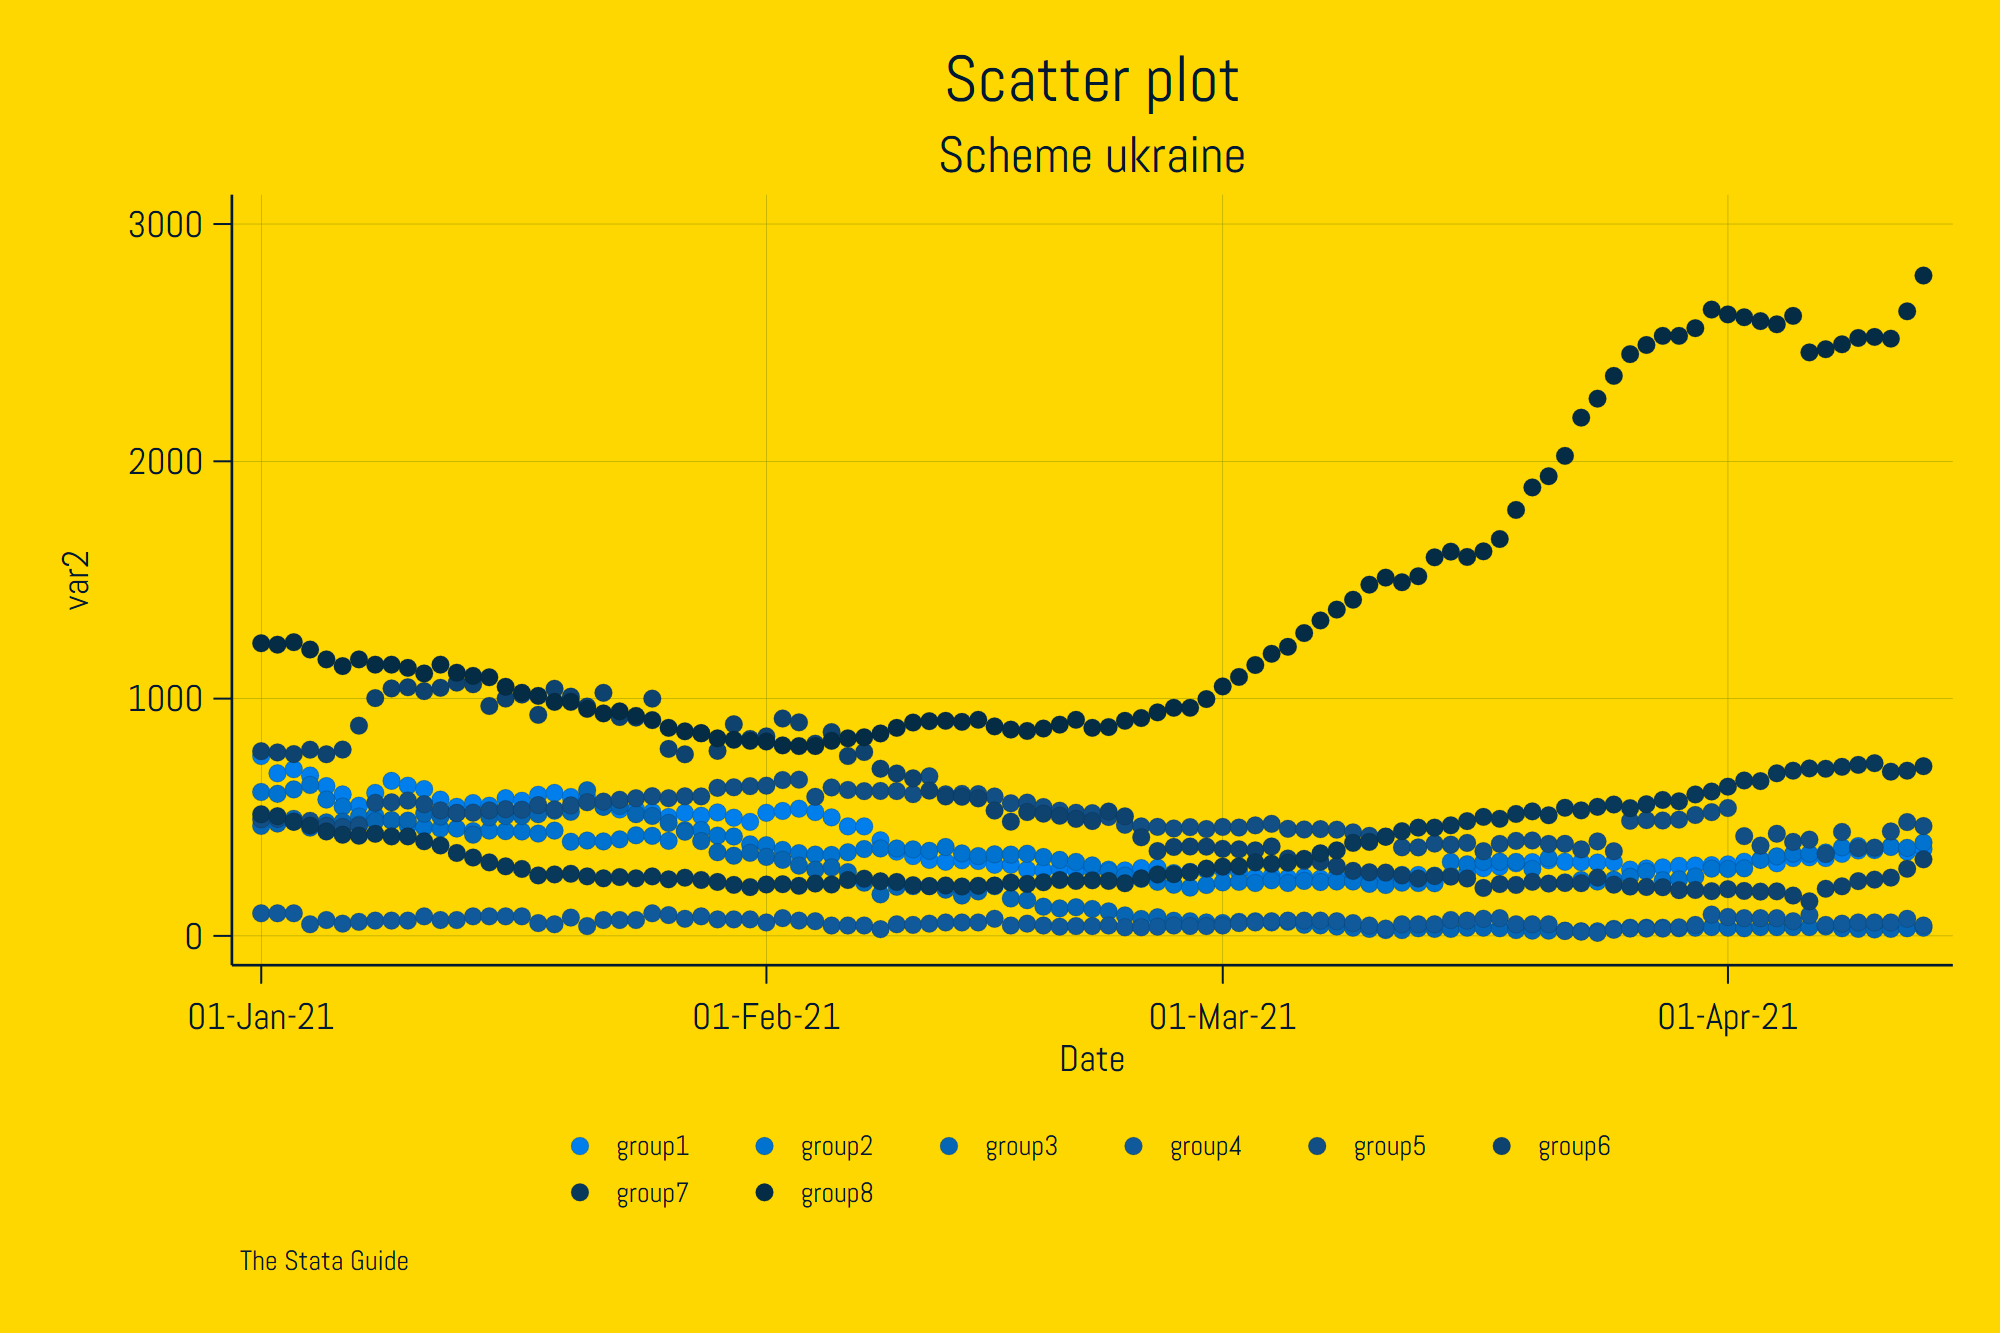 Scatter plot
Scheme ukraine
3000
2000
1000
0
var2
01-Jan-21 01-Feb-21 01-Mar-21 01-Apr-21
Date
group1 group2 group3 group4 group5 group6
group7 group8
The Stata Guide